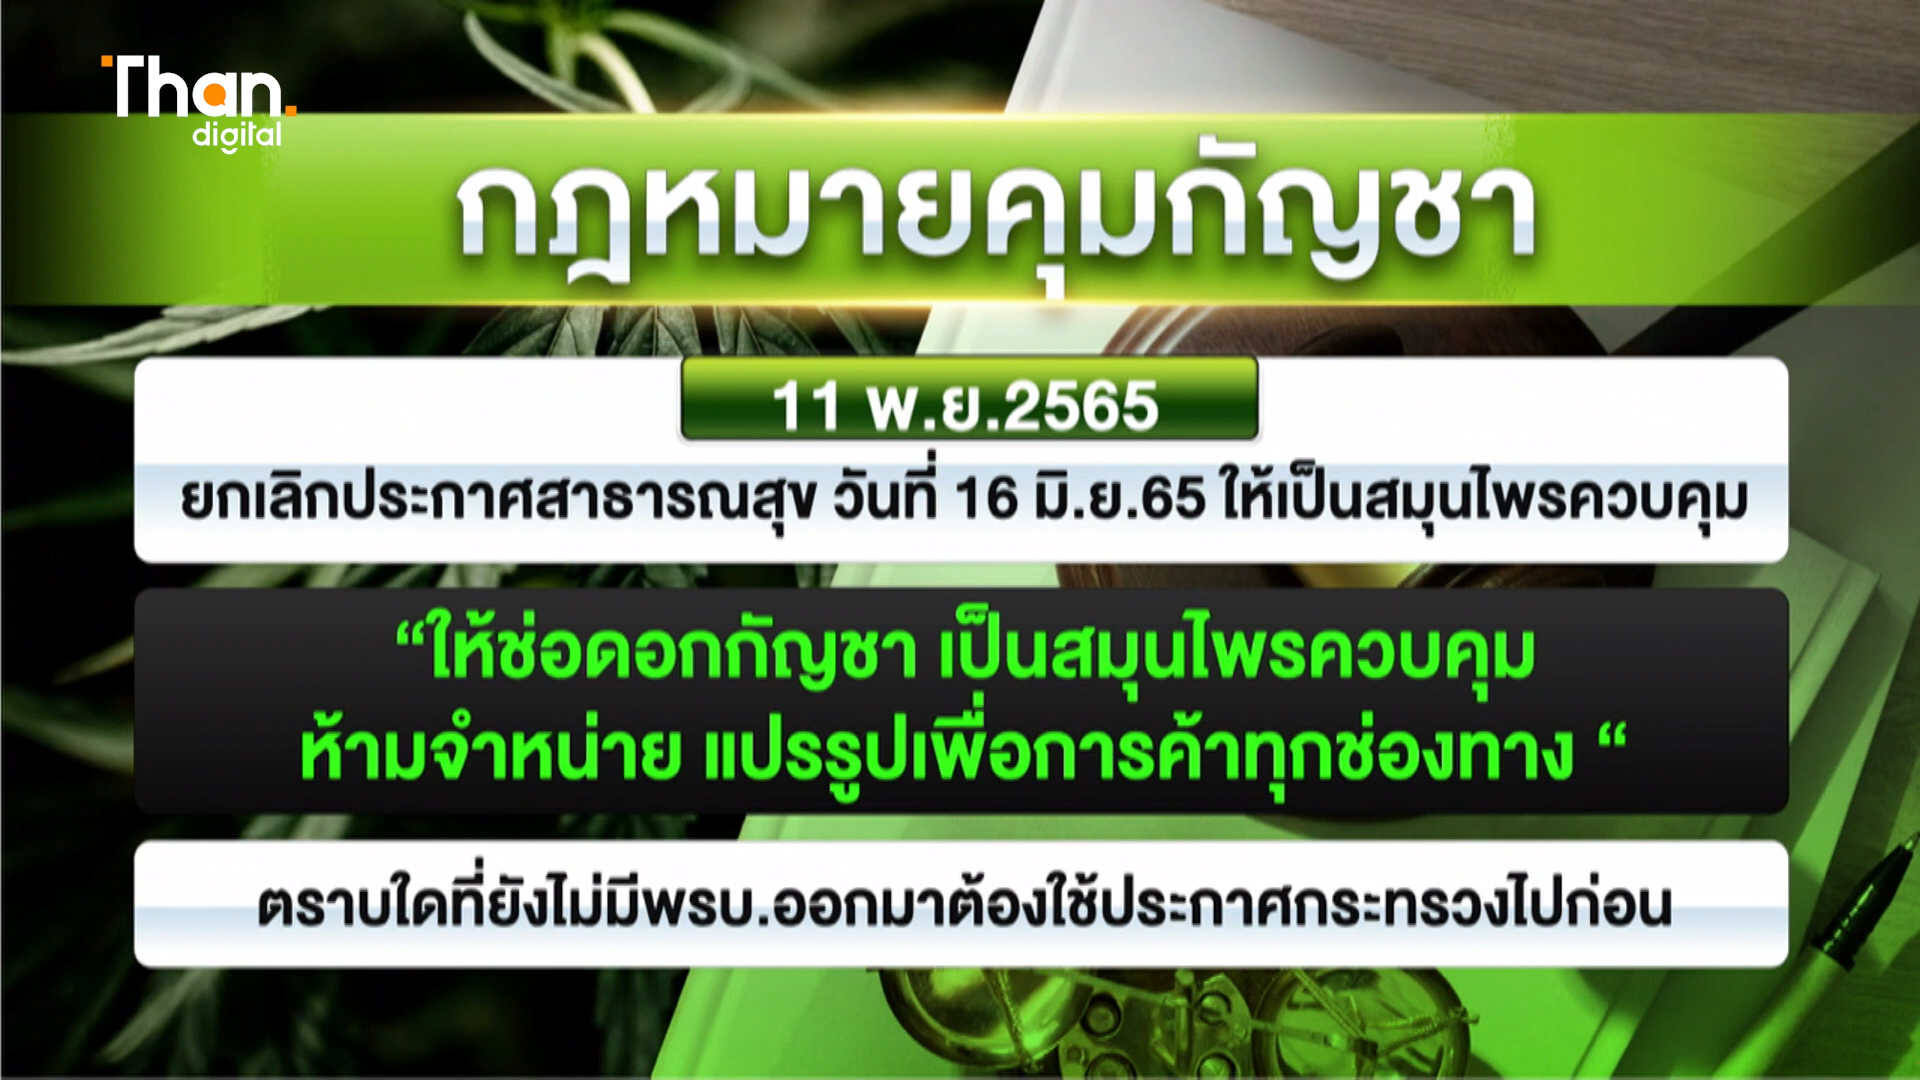 Than.
digital
กฎหมายคุมกัญชา
11 พ.ย.2565
ยกเลิกประกาศสาธารณสุข วันที่ 16 มิ.ย.65 ให้เป็นสมุนไพรควบคุม
“ให้ช่อดอกกัญชา เป็นสมุนไพรควบคุม
ห้ามจำหน่าย แปรรูปเพื่อการค้าทุกช่องทาง “
ตราบใดที่ยังไม่มีพรบ.ออกมาต้องใช้ประกาศกระทรวงไปก่อน